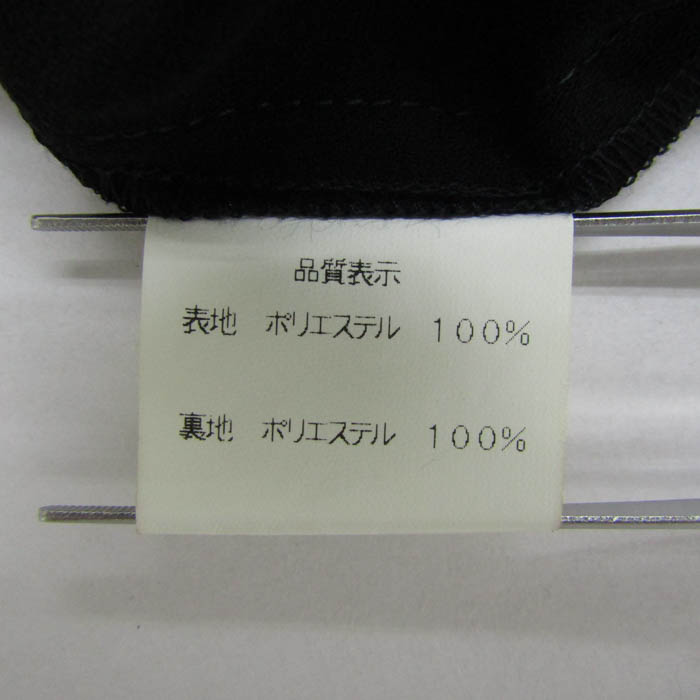 品質表示
表地　ポリエステル　１００％
裏地　ポリエステル　１００％